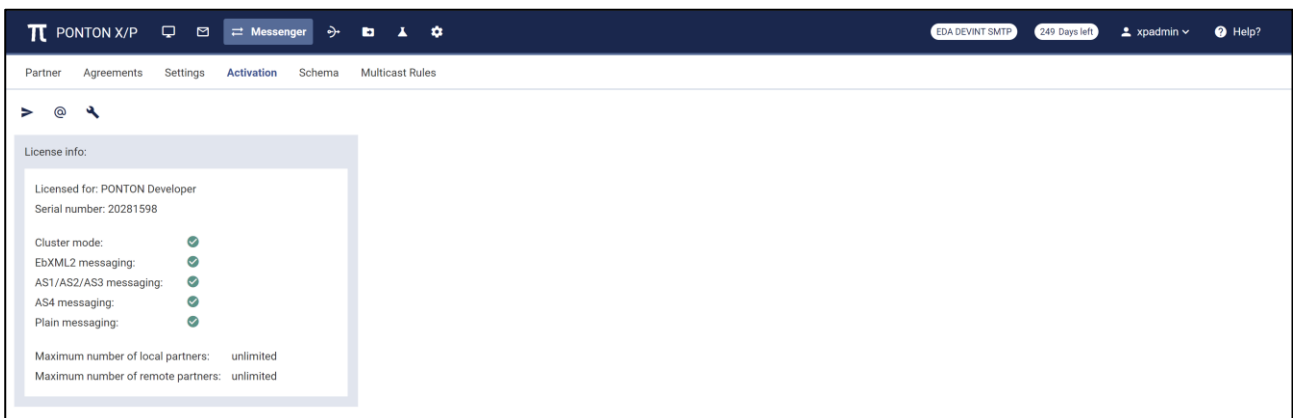 PONTON X/P Messenger EDA DEVINT SMTP 249 Days left xpadmin Help?
Partner Agreements Settings Activation Schema Multicast Rules
License info:
Licensed for: PONTON Developer
Serial number: 20281598
Cluster mode:
EbXML2 messaging:
AS1/AS2/AS3 messaging:
AS4 messaging:
Plain messaging:
Maximum number of local partners: unlimited
Maximum number of remote partners: unlimited